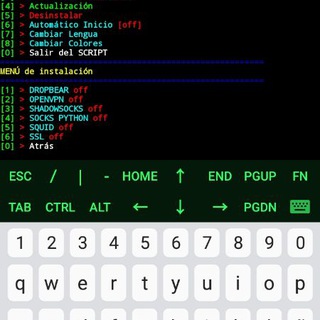 [4] > Actualización
[5] > Desinstalar
[6] > Automático Inicio [off]
[7] > Cambiar Lengua
[8] > Cambiar Colores
[0] > Salir del SCRIPT
MENÚ de instalación
[1] > DROPBEAR off
[2] > OPENVPN off
[3] > SHADOWSOCKS off
[4] > SOCKS PYTHON off
[5] > SQUID off
[6] > SSL off
[0] > Atrás
ESC / | - HOME ↑ END PGUP FN
TAB CTRL ALT ← ↓ → PGDN
1 2 3 4 5 6 7 8 9 0
q w e r t y u i o p